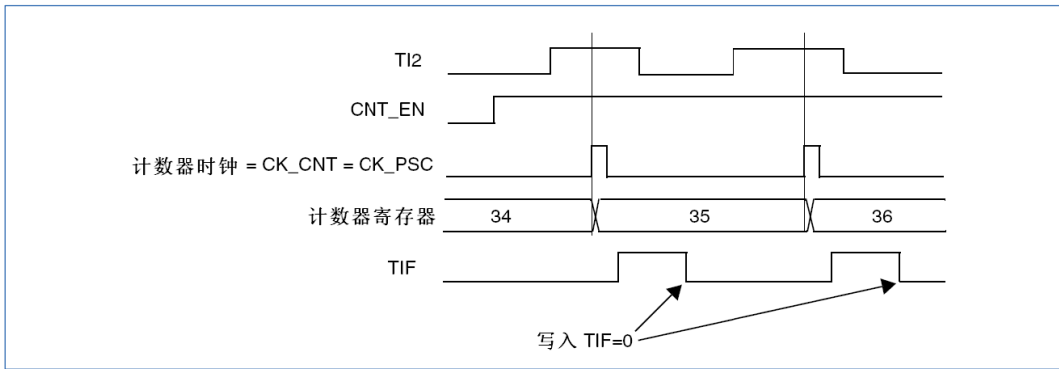 TI2
CNT_EN
计数器时钟 = CK_CNT = CK_PSC
计数器寄存器 34 35 36
TIF
写入 TIF=0